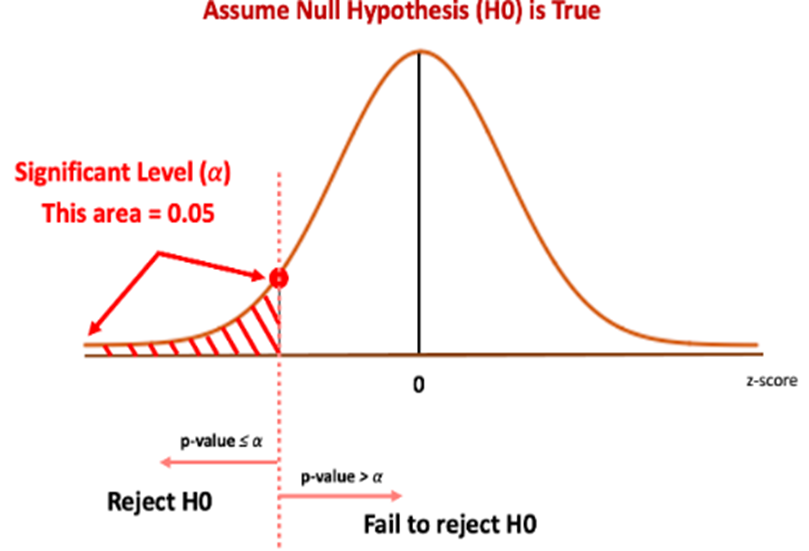 Assume Null Hypothesis (H0) is True
Significant Level (α)
This area = 0.05
0
z-score
p-value ≤ α
p-value > α
Reject H0
Fail to reject H0